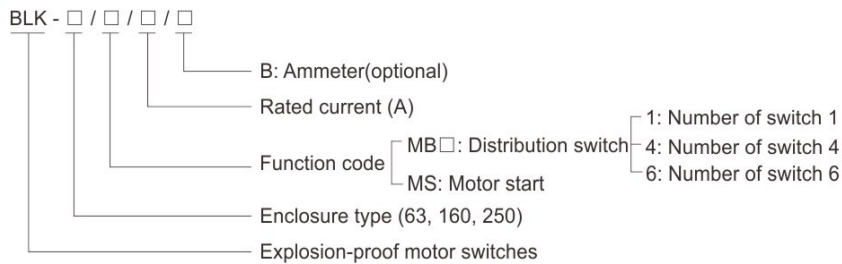 BLK - □ / □ / □ / □
B: Ammeter(optional)
Rated current (A)
1: Number of switch 1
MB□: Distribution switch
4: Number of switch 4
Function code
6: Number of switch 6
MS: Motor start
Enclosure type (63, 160, 250)
Explosion-proof motor switches